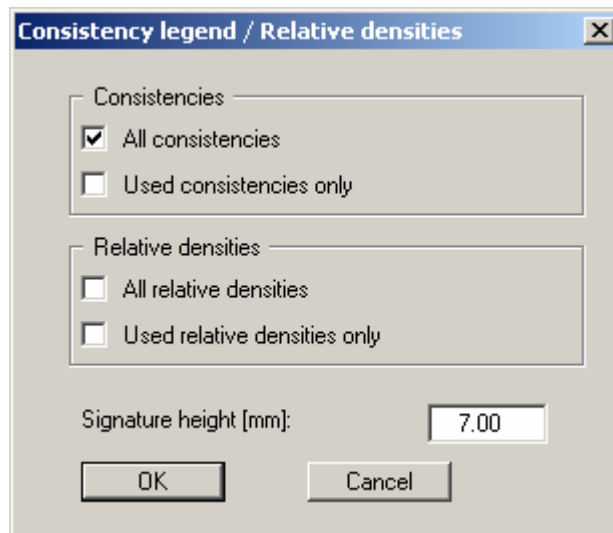 Consistency legend / Relative densities
Consistencies
All consistencies
Used consistencies only
Relative densities
All relative densities
Used relative densities only
Signature height [mm]: 7.00
OK Cancel